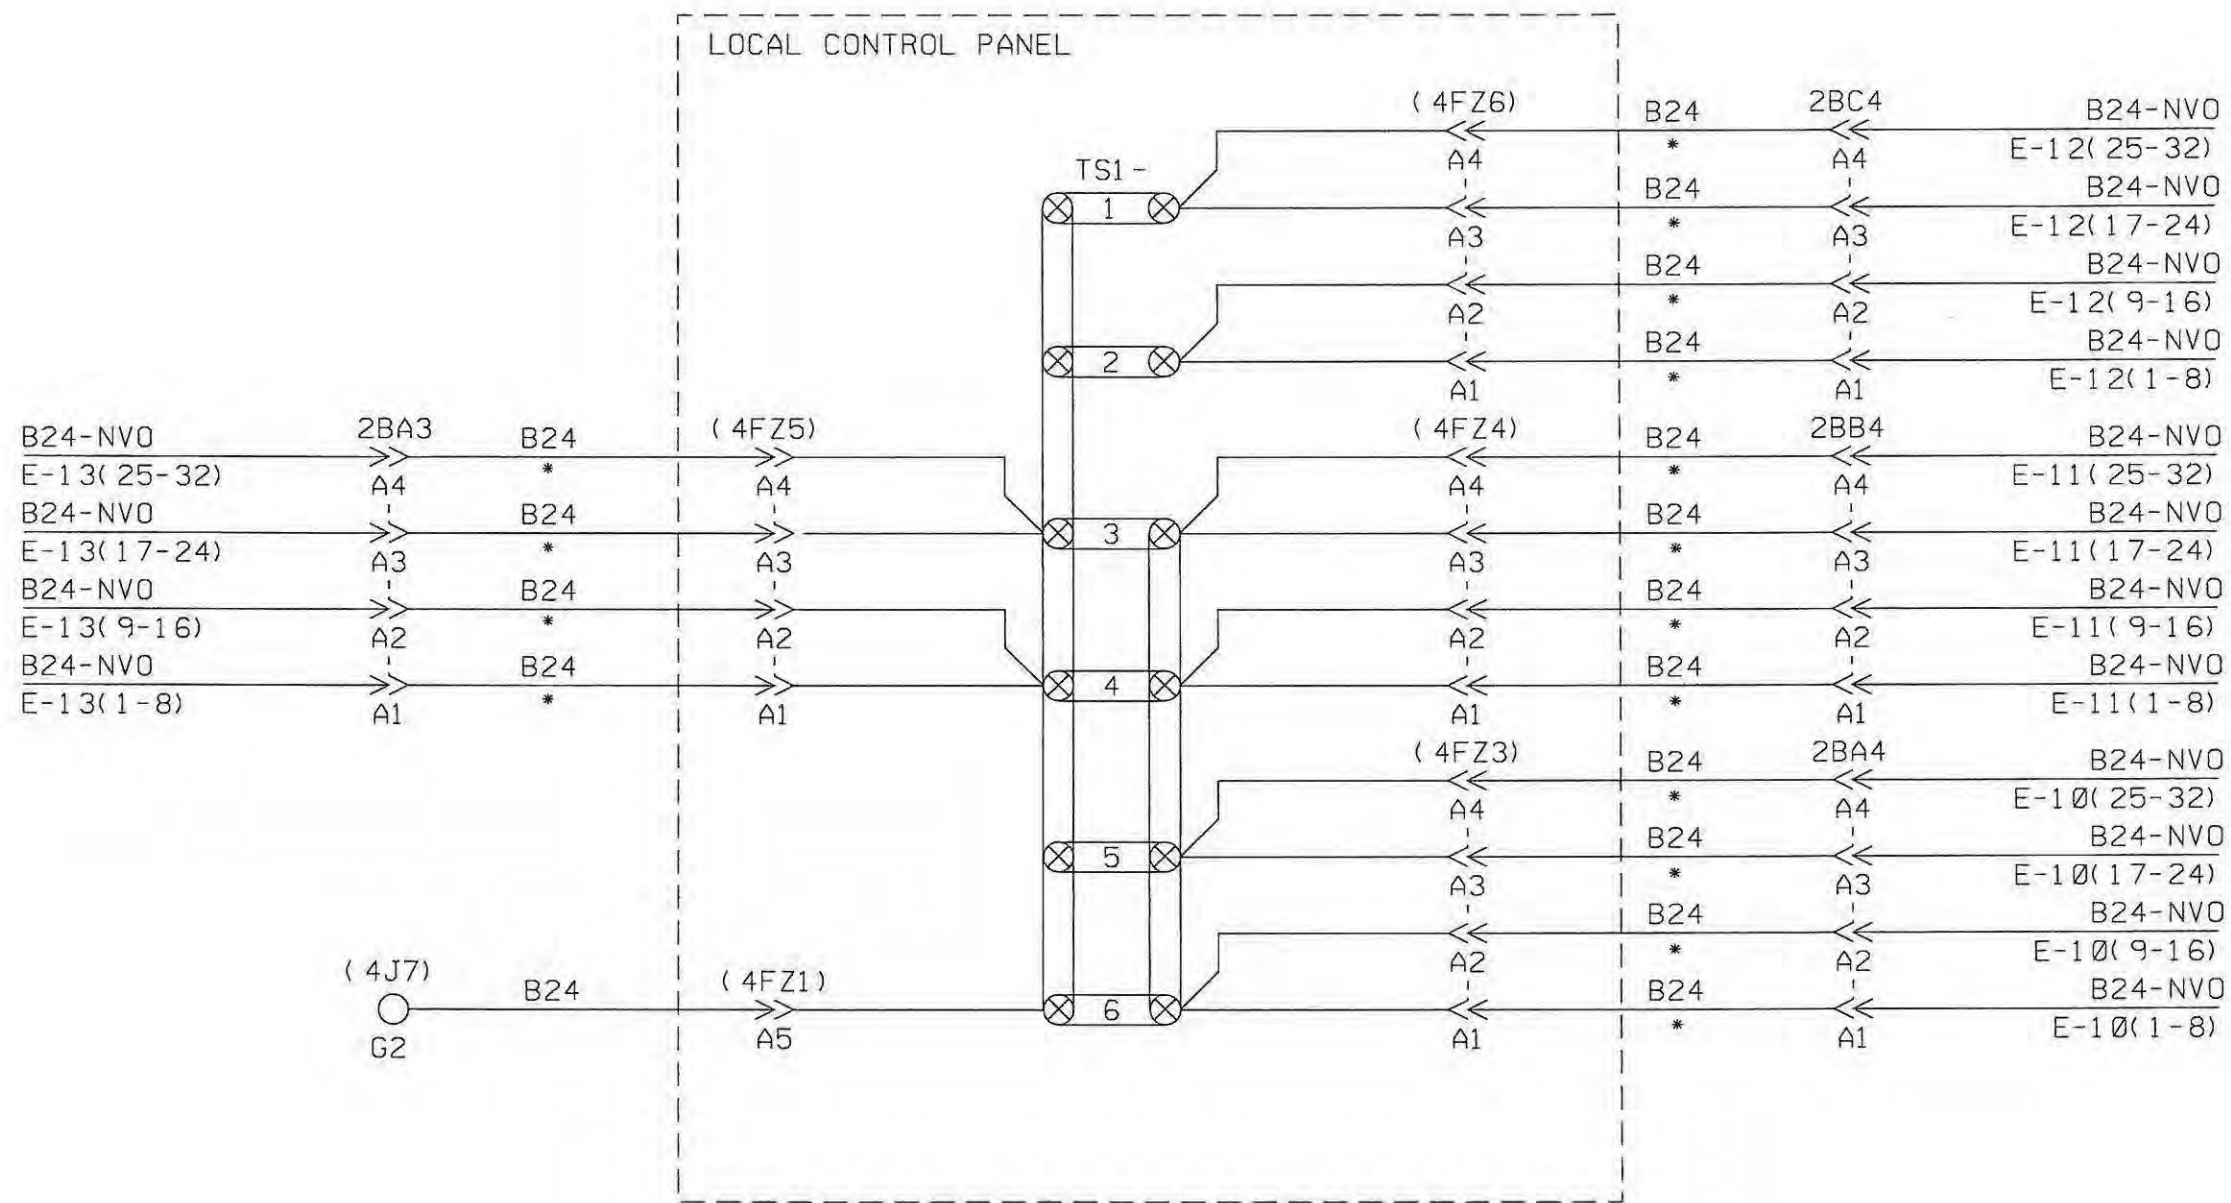 LOCAL CONTROL PANEL
(4FZ6) B24 2BC4 B24-NVO
* E-12(25-32)
A4 A4
TS1-
B24 B24-NVO
1
* E-12(17-24)
A3 A3
B24 B24-NVO
* E-12(9-16)
A2 A2
B24 B24-NVO
2
* E-12(1-8)
A1 A1
B24-NVO 2BA3 B24 (4FZ5) (4FZ4) B24 2BB4 B24-NVO
E-13(25-32) * * E-11(25-32)
A4 A4 A4 A4
B24-NVO B24 B24 B24-NVO
3
E-13(17-24) * * E-11(17-24)
A3 A3 A3 A3
B24-NVO B24 B24 B24-NVO
E-13(9-16) * * E-11(9-16)
A2 A2 A2 A2
B24-NVO B24 B24 B24-NVO
4
E-13(1-8) * * E-11(1-8)
A1 A1 A1 A1
(4FZ3) B24 2BA4 B24-NVO
* E-10(25-32)
A4 A4
B24 B24-NVO
5
* E-10(17-24)
A3 A3
B24 B24-NVO
* E-10(9-16)
A2 A2
(4J7) B24 (4FZ1) B24 B24-NVO
6
* E-10(1-8)
G2 A5 A1 A1